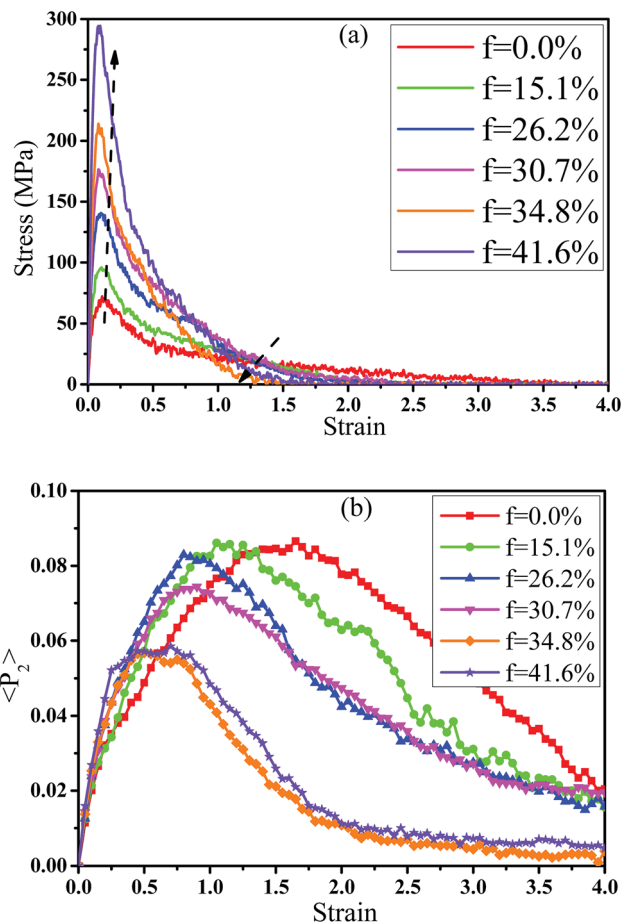 (a)
f=0.0%
f=15.1%
f=26.2%
f=30.7%
f=34.8%
f=41.6%
Stress (MPa)
300
250
200
150
100
50
0
0.0 0.5 1.0 1.5 2.0 2.5 3.0 3.5 4.0
Strain
(b)
f=0.0%
f=15.1%
f=26.2%
f=30.7%
f=34.8%
f=41.6%
<P2>
0.10
0.08
0.06
0.04
0.02
0.00
0.0 0.5 1.0 1.5 2.0 2.5 3.0 3.5 4.0
Strain